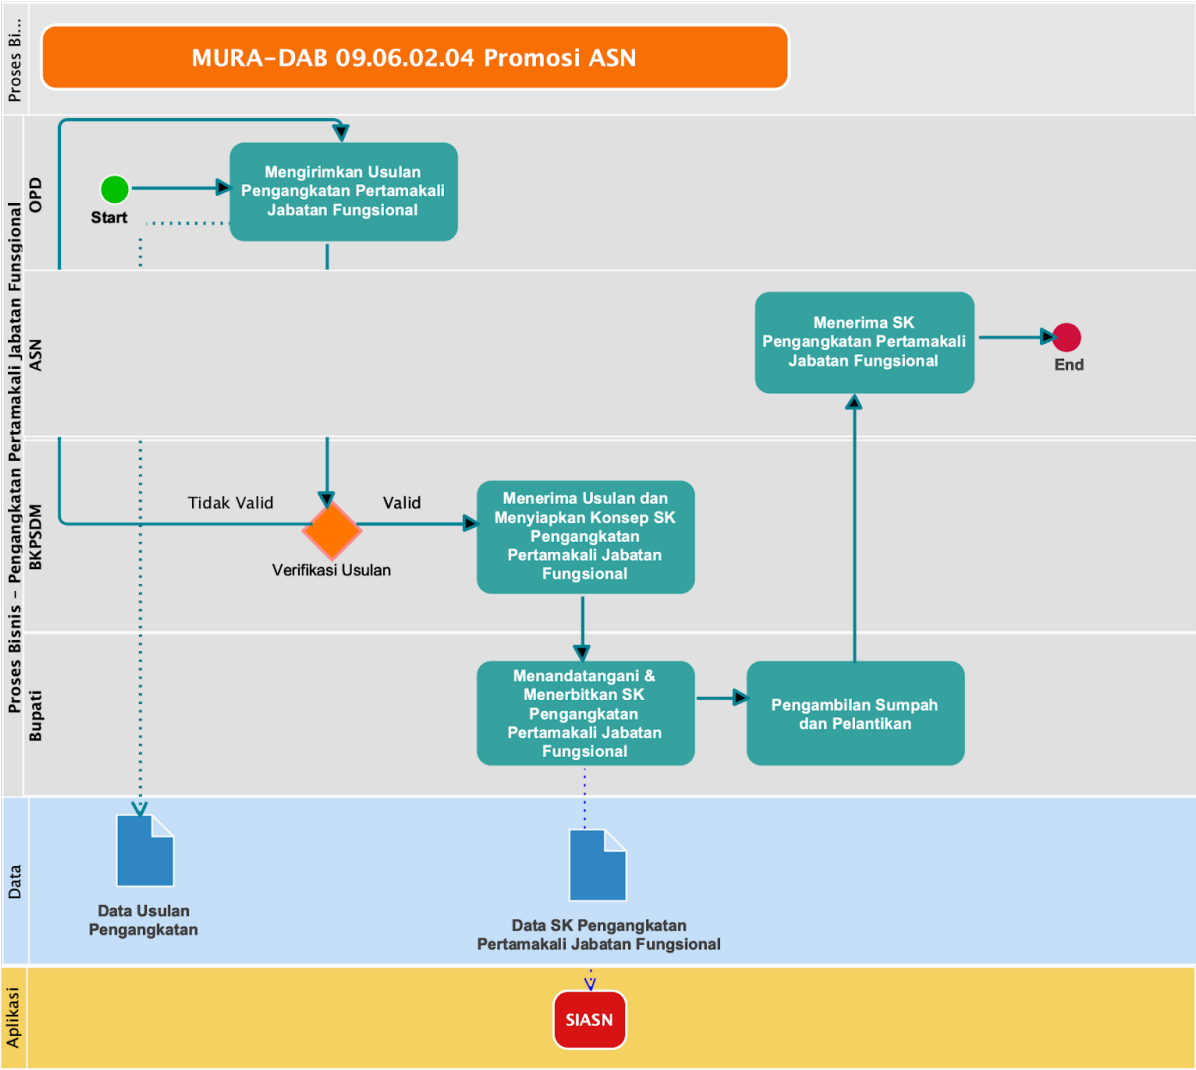 Proses Bi...
MURA-DAB 09.06.02.04 Promosi ASN
Proses Bisnis - Pengangkatan Pertamakali Jabatan Funsgional
OPD
Start
Mengirimkan Usulan
Pengangkatan Pertamakali
Jabatan Fungsional
ASN
Menerima SK
Pengangkatan Pertamakali
Jabatan Fungsional
End
BKPSDM
Tidak Valid
Valid
Verifikasi Usulan
Menerima Usulan dan
Menyiapkan Konsep SK
Pengangkatan
Pertamakali Jabatan
Fungsional
Bupati
Menandatangani &
Menerbitkan SK
Pengangkatan
Pertamakali Jabatan
Fungsional
Pengambilan Sumpah
dan Pelantikan
Data
Data Usulan
Pengangkatan
Data SK Pengangkatan
Pertamakali Jabatan Fungsional
Aplikasi
SIASN